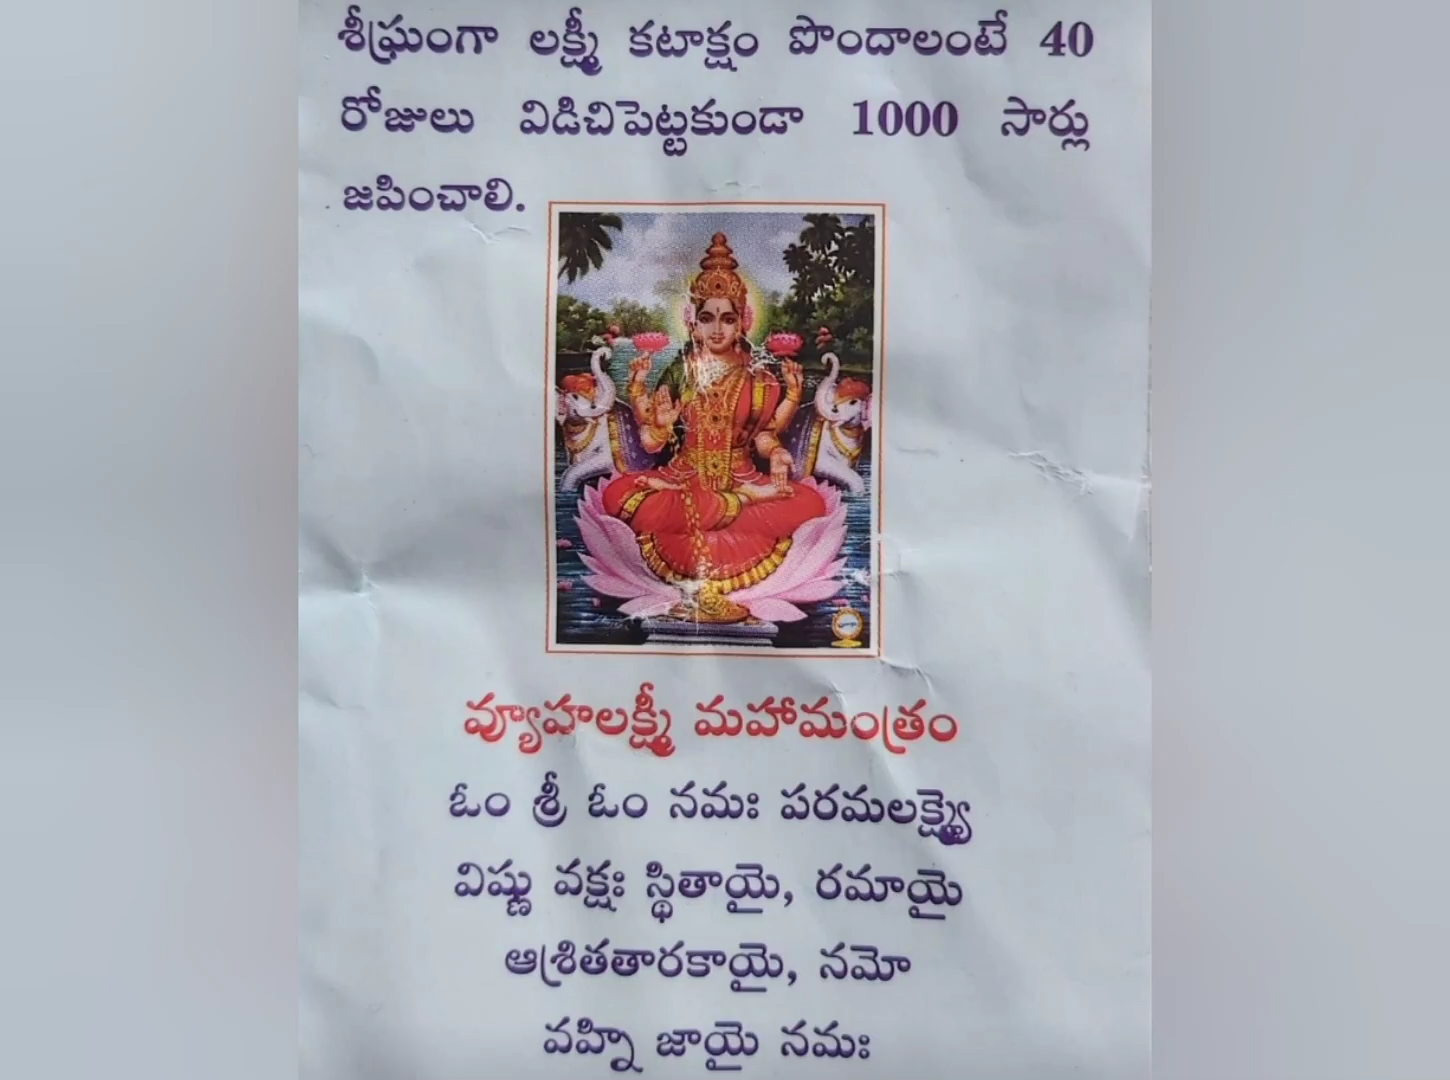 శీఘ్రంగా లక్ష్మీ కటాక్షం పొందాలంటే 40
రోజులు విడిచిపెట్టకుండా 1000 సార్లు
జపించాలి.
వ్యూహలక్ష్మీ మహామంత్రం
ఓం శ్రీ ఓం నమః పరమలక్ష్మ్యై
విష్ణు వక్షః స్థితాయై, రమాయై
ఆశ్రితతారకాయై, నమో
వహ్ని జాయై నమః